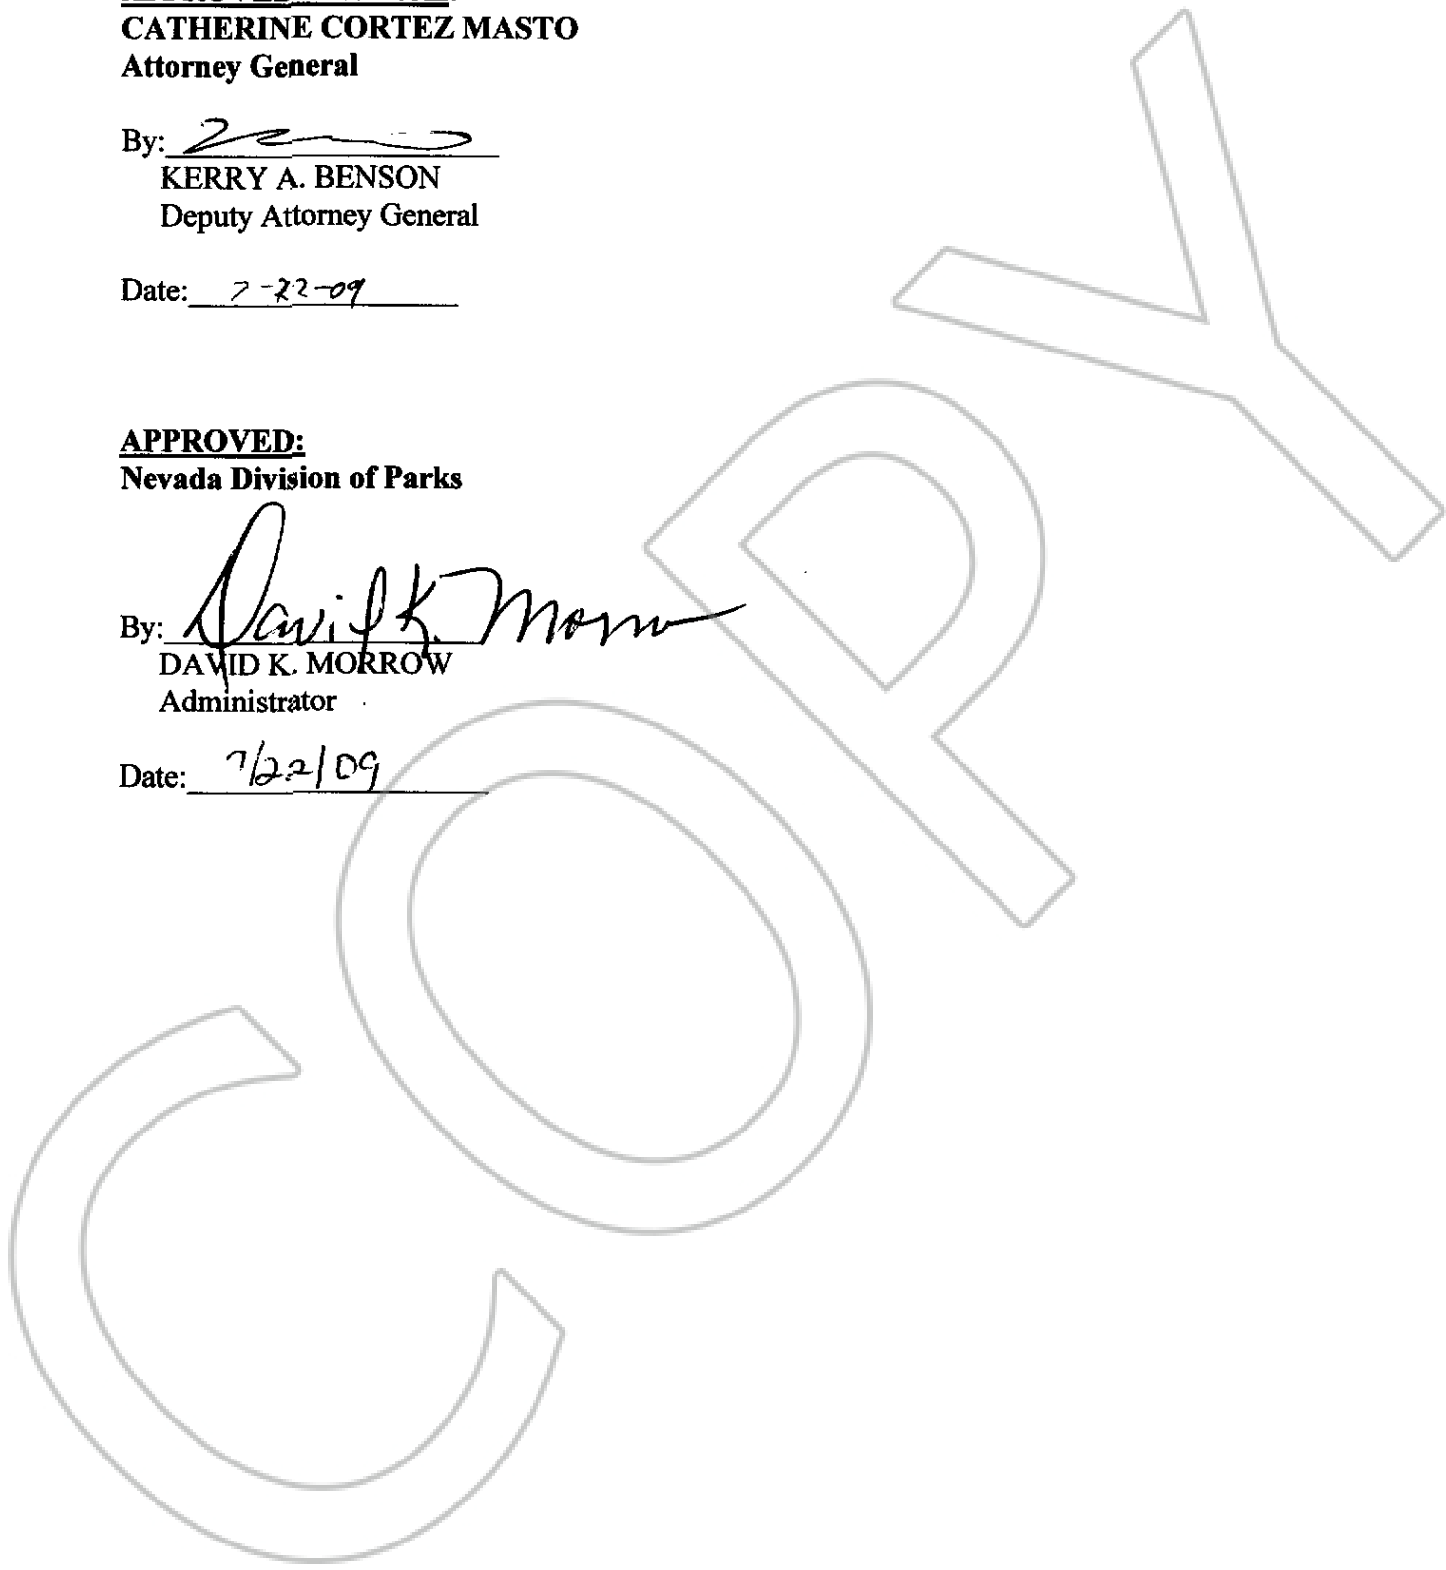 CATHERINE CORTEZ MASTO
Attorney General
By:
KERRY A. BENSON
Deputy Attorney General
Date: 7-22-09
APPROVED:
Nevada Division of Parks
By: David K. Morrow
DAVID K. MORROW
Administrator
Date: 7/22/09
COPY